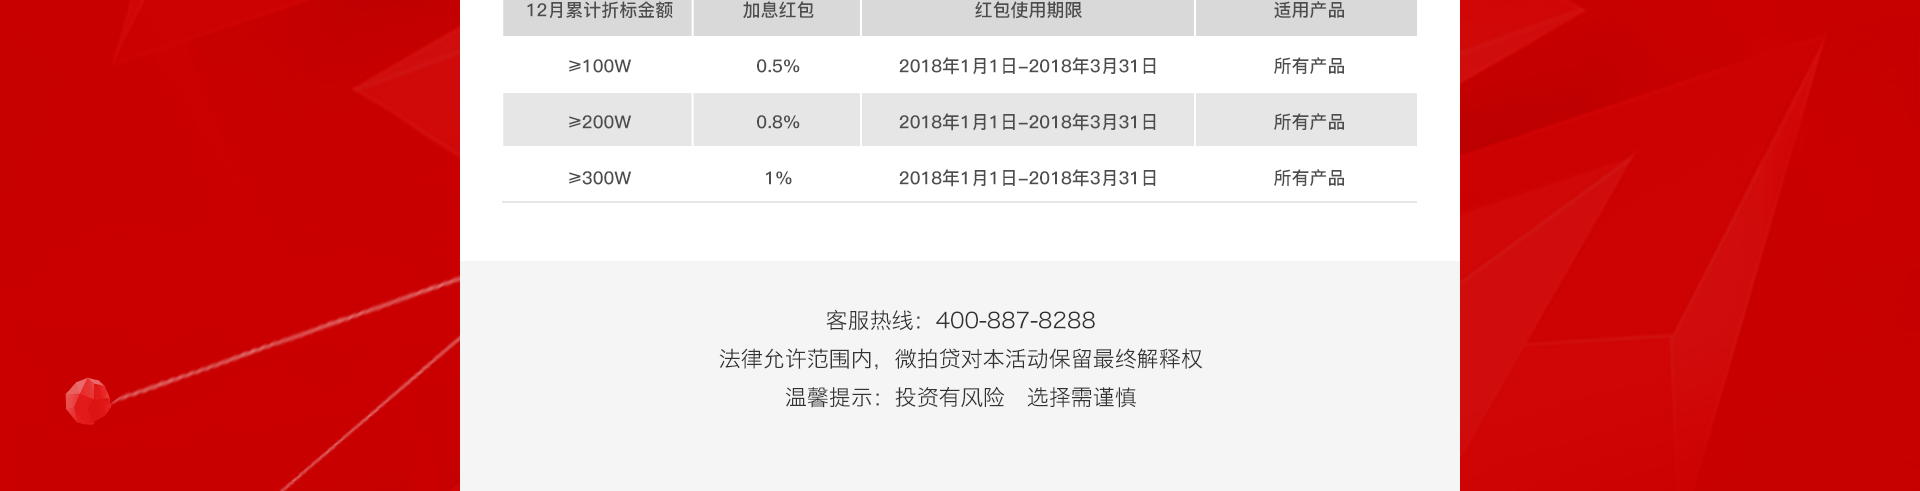 12月累计折标金额 加息红包 红包使用期限 适用产品
≥100W 0.5% 2018年1月1日-2018年3月31日 所有产品
≥200W 0.8% 2018年1月1日-2018年3月31日 所有产品
≥300W 1% 2018年1月1日-2018年3月31日 所有产品
客服热线：400-887-8288
法律允许范围内，微拍贷对本活动保留最终解释权
温馨提示：投资有风险 选择需谨慎